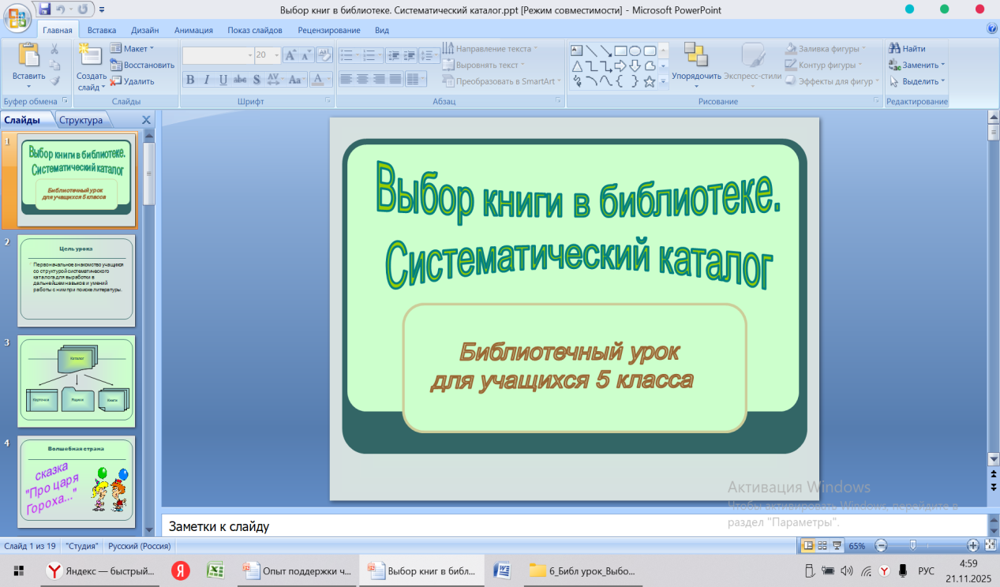 Выбор книг в библиотеке. Систематический каталог.ppt [Режим совместимости] - Microsoft PowerPoint
Главная Вставка Дизайн Анимация Показ слайдов Рецензирование Вид
Вставить
Буфер обмена
Создать слайд
Макет
Восстановить
Удалить
Слайды
20
Ж К Ч abc S AV Aa А
Шрифт
Направление текста
Выровнять текст
Преобразовать в SmartArt
Абзац
Упорядочить
Экспресс-стили
Заливка фигуры
Контур фигуры
Эффекты для фигур
Рисование
Найти
Заменить
Выделить
Редактирование
Слайды Структура
1
Выбор книги в библиотеке.
Систематический каталог
Библиотечный урок
для учащихся 5 класса
2
Цель урока
Первоначальное знакомство учащихся
со структурой систематического
каталога для выработки в
дальнейшем навыков и умений
работы с ним при поиске литературы.
3
Каталог
Карточки Ящики Книги
4
Волшебная страна
сказка
"Про царя
Гороха..."
Выбор книги в библиотеке.
Систематический каталог
Библиотечный урок
для учащихся 5 класса
Активация Windows
Чтобы активировать Windows, перейдите в
раздел "Параметры".
Заметки к слайду
Слайд 1 из 19 "Студия" Русский (Россия) 65%
Яндекс — быстрый... Я Опыт поддержки ч... Выбор книг в библ... 6_Библ урок_Выбо... РУС 4:59
21.11.2025